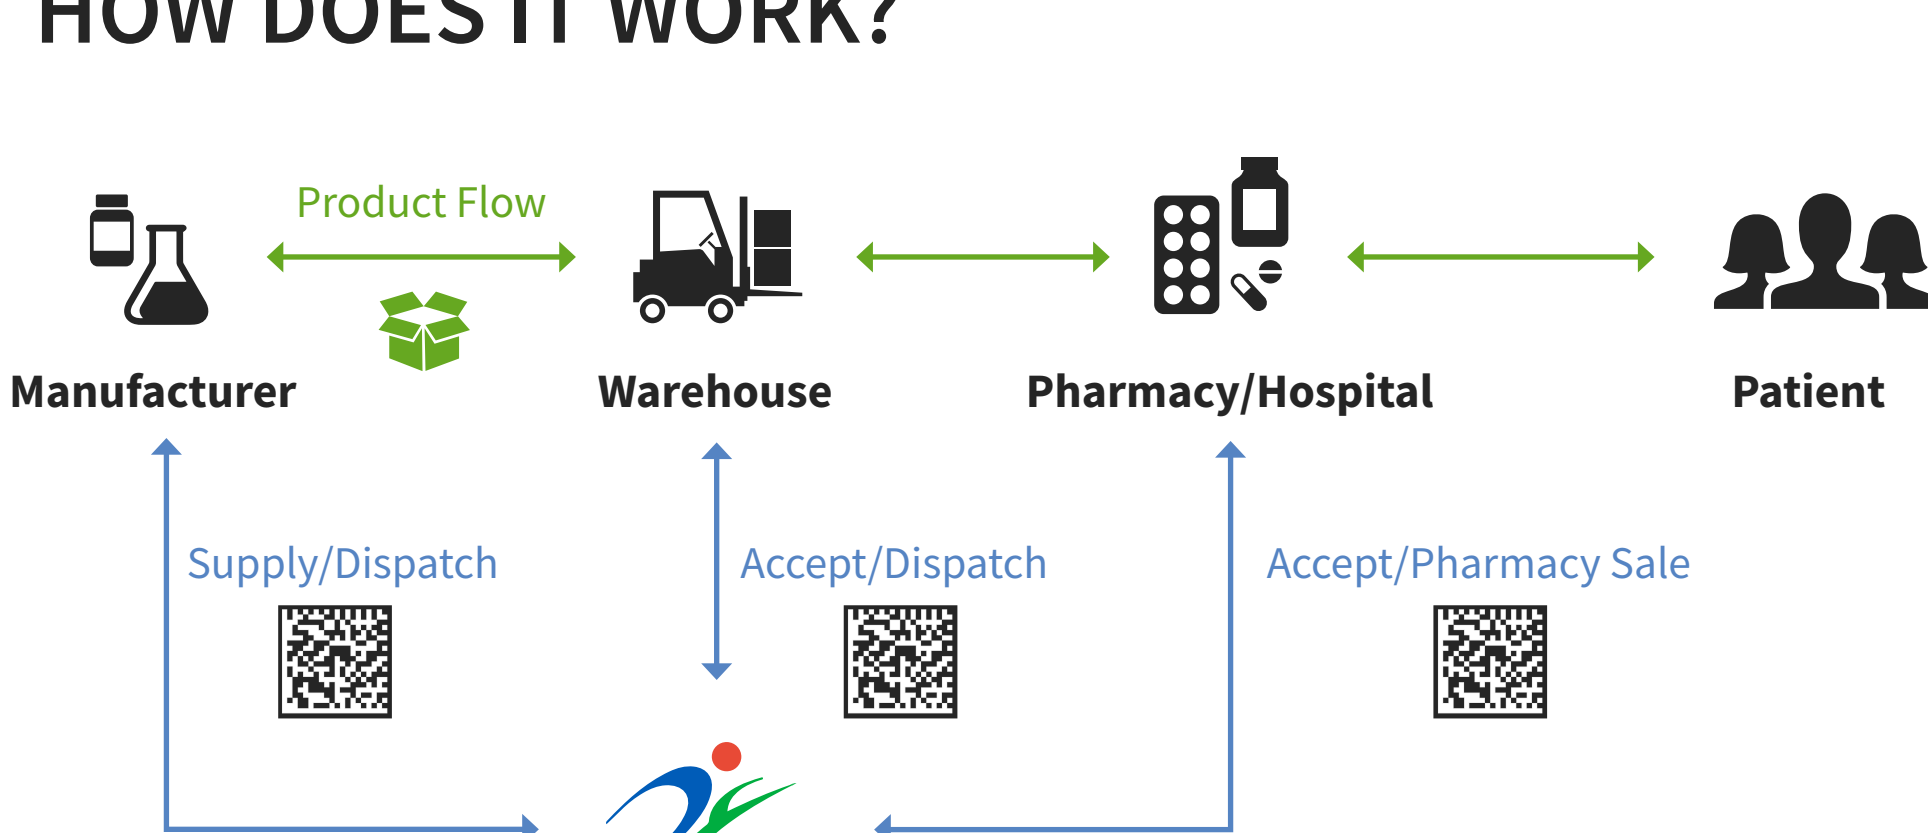 HOW DOES IT WORK?
Product Flow
Manufacturer
Warehouse
Pharmacy/Hospital
Patient
Supply/Dispatch
Accept/Dispatch
Accept/Pharmacy Sale